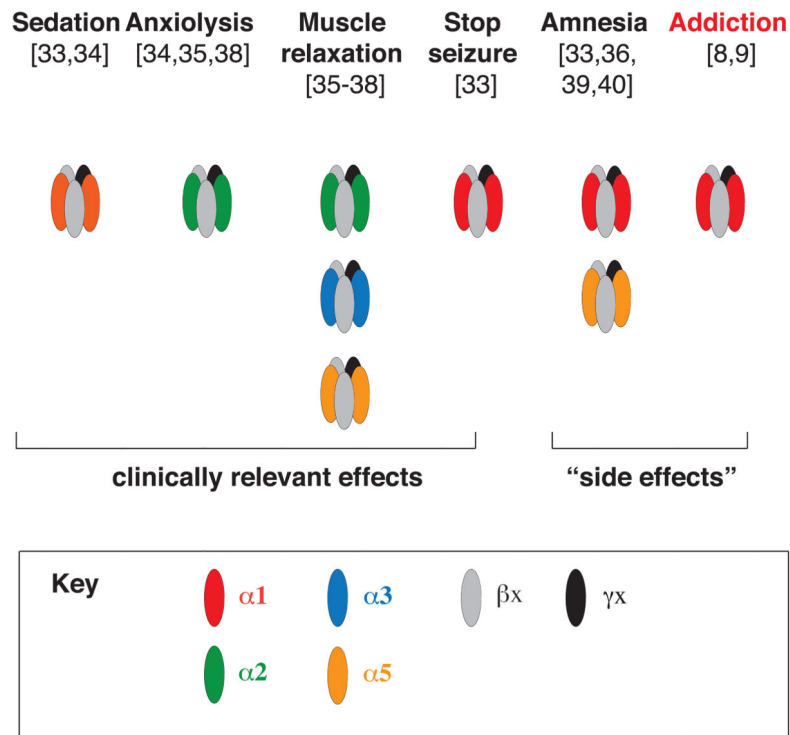 Sedation Anxiolysis Muscle Stop Amnesia Addiction
[33,34] [34,35,38] relaxation seizure [33,36, [8,9]
[35-38] [33] 39,40]
clinically relevant effects “side effects”
Key α1 α3 βx γx
α2 α5